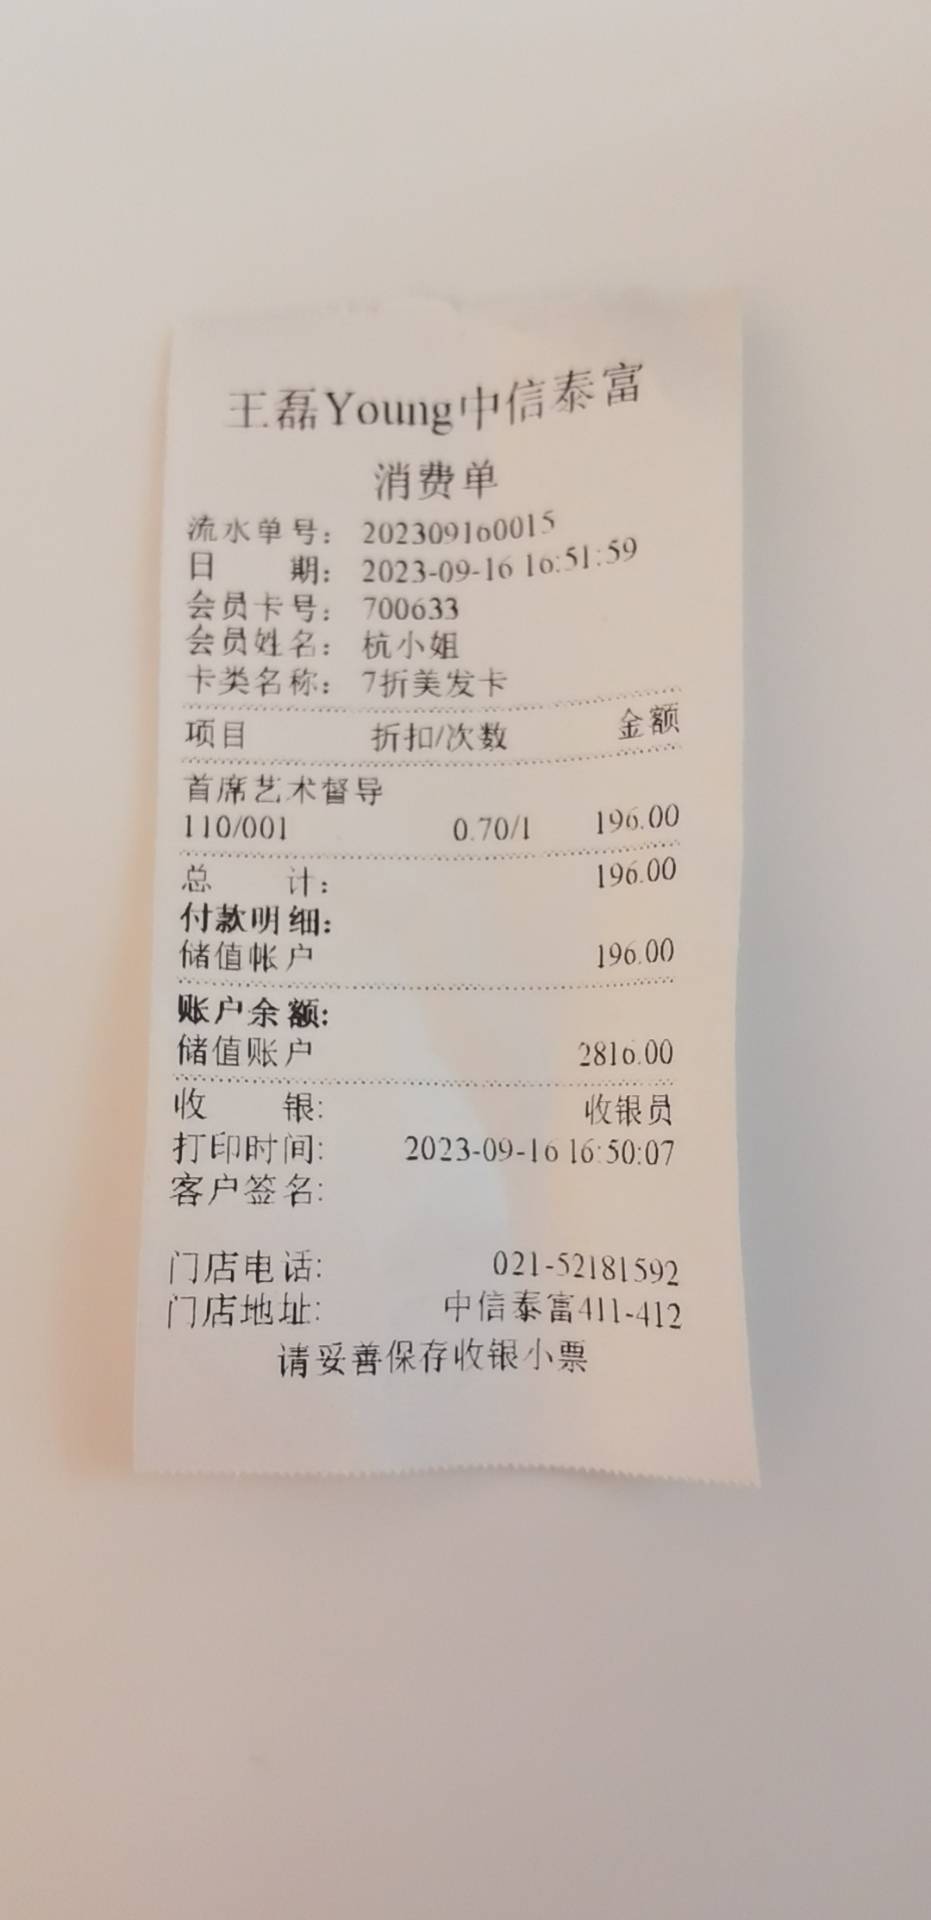 王磊Young中信泰富
消费单
流水单号： 202309160015
日 期： 2023-09-16 16:51:59
会员卡号： 700633
会员姓名： 杭小姐
卡类名称： 7折美发卡
项目 折扣/次数 金额
首席艺术督导
110/001 0.70/1 196.00
总 计： 196.00
付款明细:
储值帐户 196.00
账户余额:
储值账户 2816.00
收 银: 收银员
打印时间: 2023-09-16 16:50:07
客户签名:
门店电话: 021-52181592
门店地址: 中信泰富411-412
请妥善保存收银小票